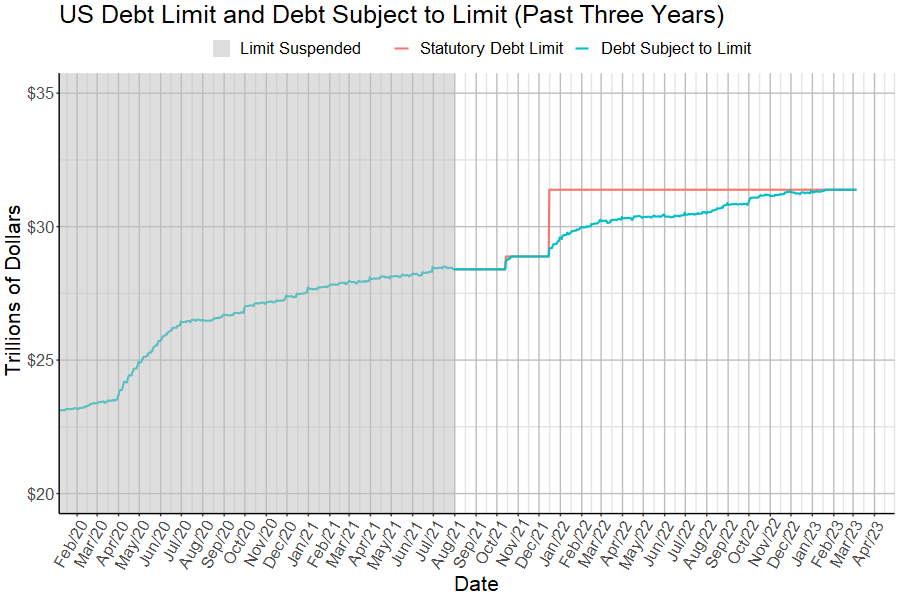 US Debt Limit and Debt Subject to Limit (Past Three Years)
Limit Suspended Statutory Debt Limit Debt Subject to Limit
Trillions of Dollars
$35
$30
$25
$20
Feb/20 Mar/20 Apr/20 May/20 Jun/20 Jul/20 Aug/20 Sep/20 Oct/20 Nov/20 Dec/20 Jan/21 Feb/21 Mar/21 Apr/21 May/21 Jun/21 Jul/21 Aug/21 Sep/21 Oct/21 Nov/21 Dec/21 Jan/22 Feb/22 Mar/22 Apr/22 May/22 Jun/22 Jul/22 Aug/22 Sep/22 Oct/22 Nov/22 Dec/22 Jan/23 Feb/23 Mar/23 Apr/23
Date